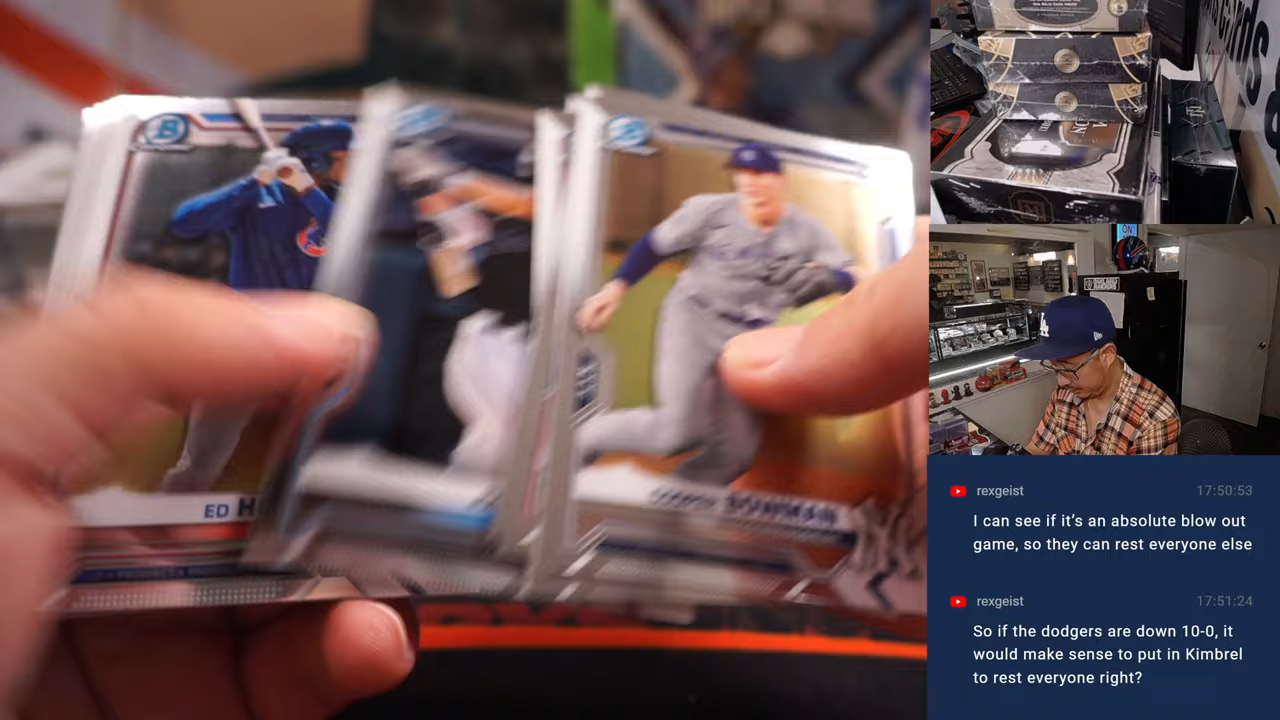 ED H
BOWMAN
ON
ON
rexgeist 17:50:53
I can see if it's an absolute blow out
game, so they can rest everyone else
rexgeist 17:51:24
So if the dodgers are down 10-0, it
would make sense to put in Kimbrel
to rest everyone right?